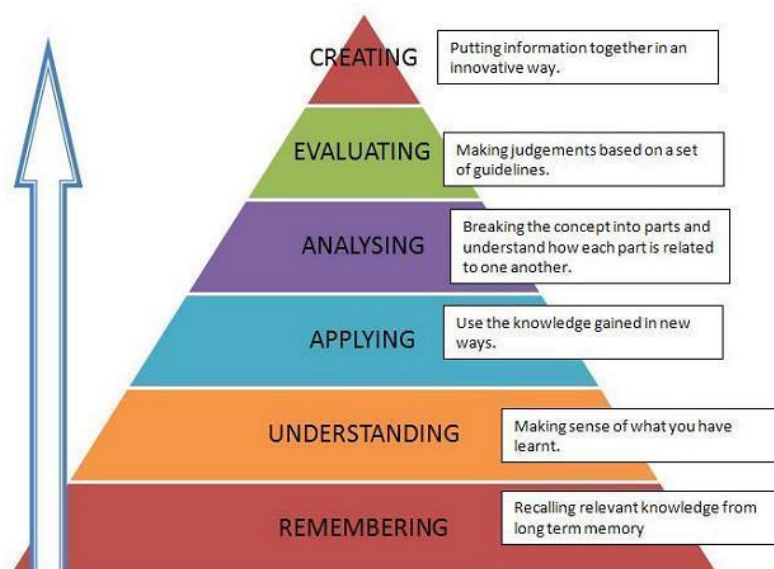 CREATING
Putting information together in an
innovative way.
EVALUATING
Making judgements based on a set
of guidelines.
ANALYSING
Breaking the concept into parts and
understand how each part is related
to one another.
APPLYING
Use the knowledge gained in new
ways.
UNDERSTANDING
Making sense of what you have
learnt.
REMEMBERING
Recalling relevant knowledge from
long term memory